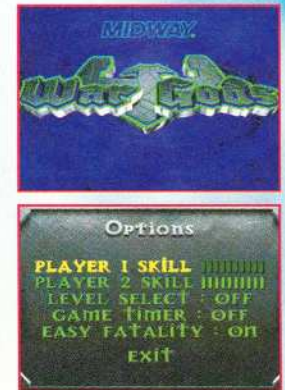 MIDWAY.
War Gods
Options
PLAYER 1 SKILL
PLAYER 2 SKILL
LEVEL SELECT : OFF
GAME TIMER : OFF
EASY FATALITY : ON
EXIT